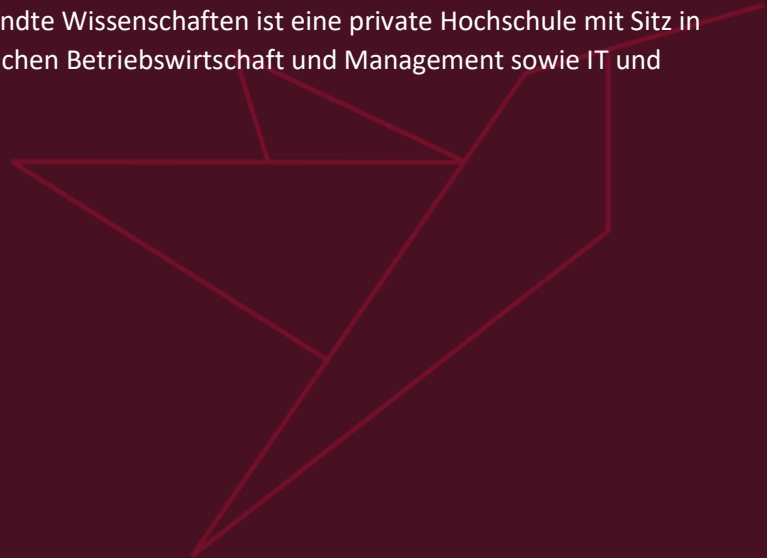 ndte Wissenschaften ist eine private Hochschule mit Sitz in
chen Betriebswirtschaft und Management sowie IT und